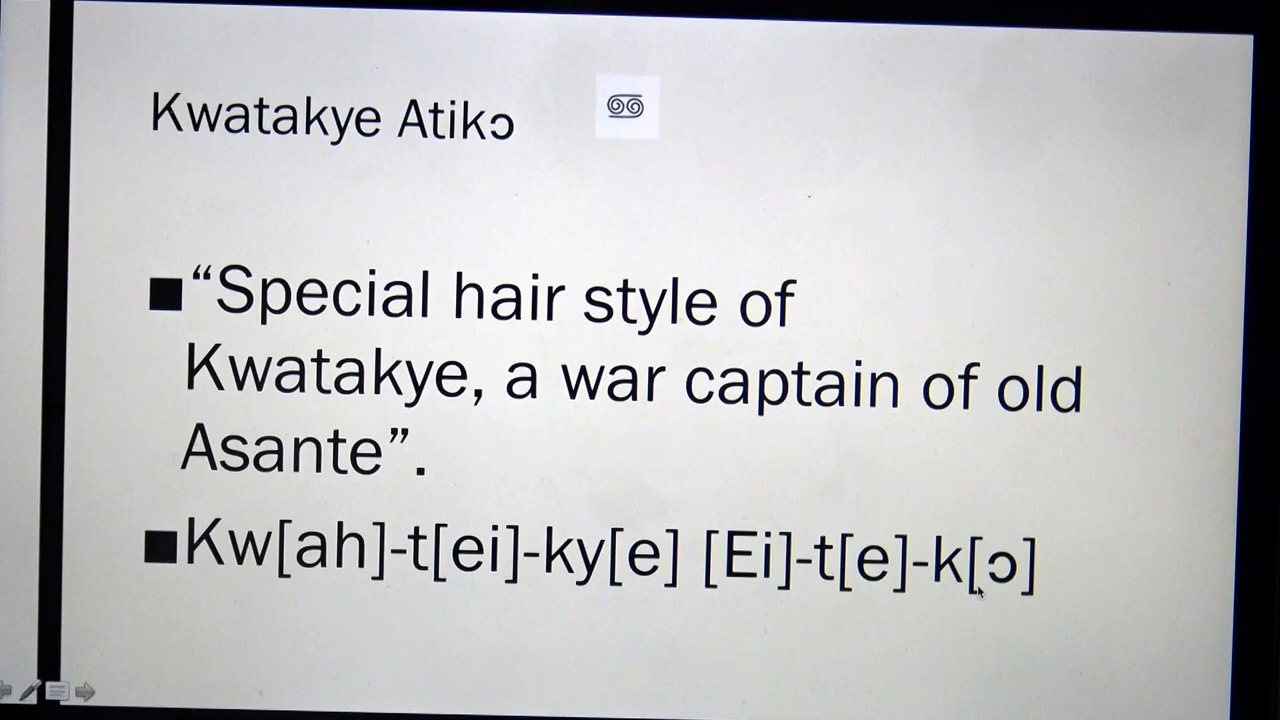 Kwatakye Atikɔ
■“Special hair style of
Kwatakye, a war captain of old
Asante”.
■Kw[ah]-t[ei]-ky[e] [Ei]-t[e]-k[ɔ]